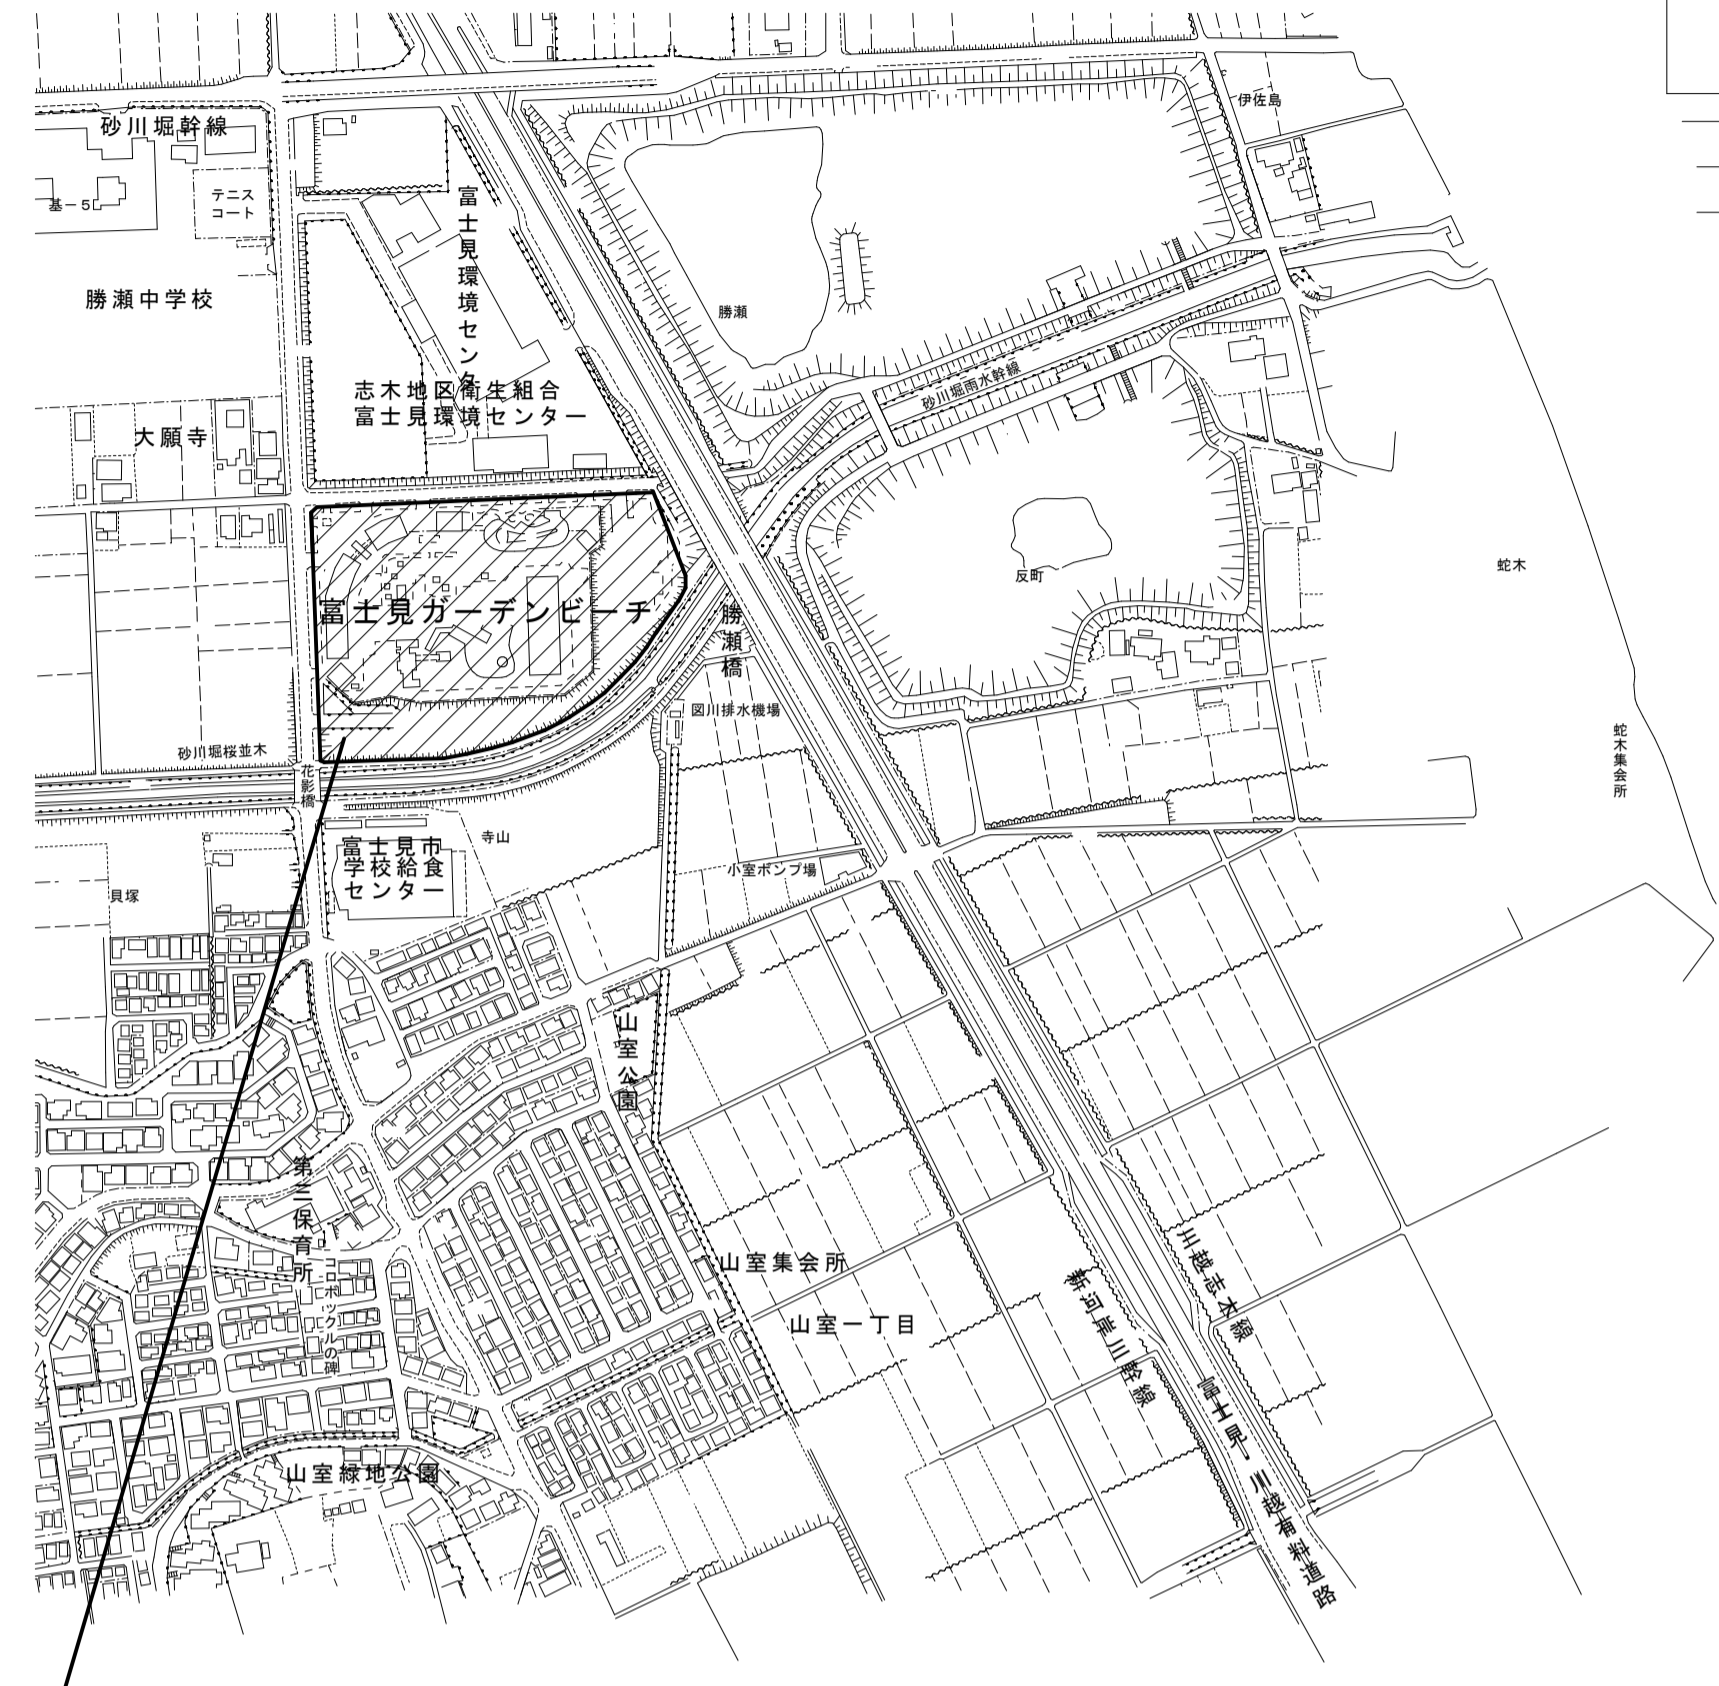 伊佐島
砂川堀幹線
テニス
コート
基－5
富士見環境センター
勝瀬中学校
勝瀬
砂川堀雨水幹線
志木地区衛生組合
富士見環境センター
大願寺
蛇木
反町
富士見ガーデンビーチ
勝瀬橋
図川排水機場
砂川堀桜並木
蛇木集会所
花影橋
寺山
富士見市
学校給食
センター
小室ポンプ場
貝塚
山室公園
第三保育所
コロポックルの碑
山室集会所
山室一丁目
三越志木線
新河岸三幹線
富士見川越有料道路
山室緑地公園